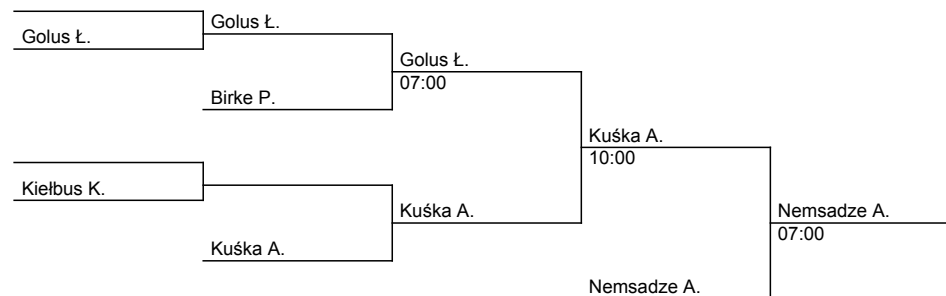 Golus Ł.
Golus Ł.
Golus Ł.
07:00
Birke P.
Kuśka A.
10:00
Kiełbus K.
Kuśka A.
Nemsadze A.
07:00
Kuśka A.
Nemsadze A.